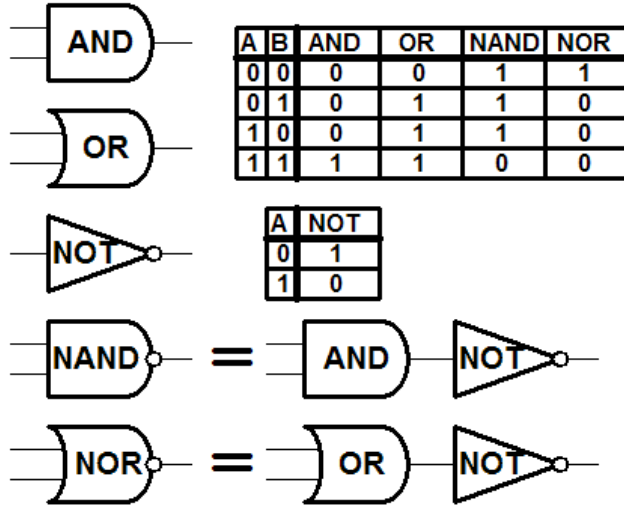 AND
A B AND OR NAND NOR
0 0 0 0 1 1
0 1 0 1 1 0
1 0 0 1 1 0
1 1 1 1 0 0
OR
NOT
A NOT
0 1
1 0
NAND = AND NOT
NOR = OR NOT